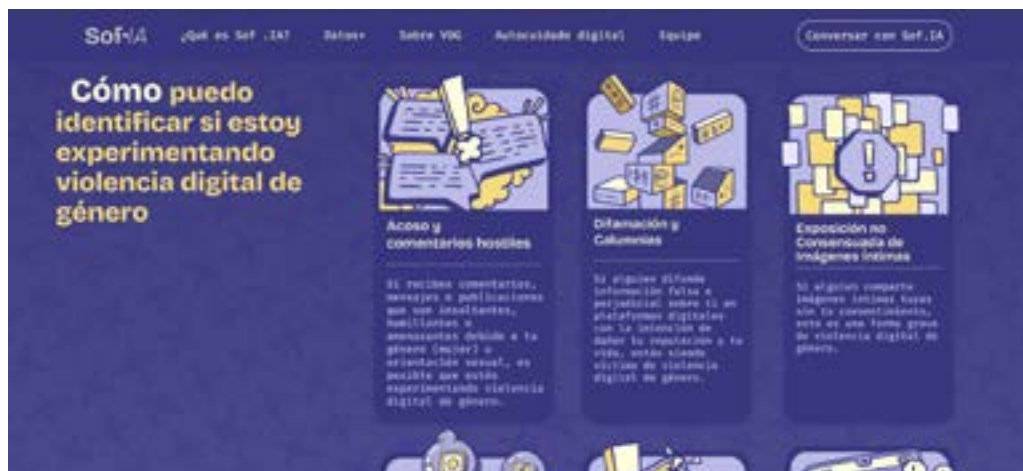 Sof.IA
¿Qué es Sof .IA?
Datos+
Sobre VDG
Autocuidado digital
Equipo
Conversar con Sof.IA
Cómo puedo
identificar si estoy
experimentando
violencia digital de
género
Acoso y
comentarios hostiles
Si recibes comentarios,
mensajes o publicaciones
que son insultantes,
humillantes o
amenazantes debido a tu
género (mujer) u
orientación sexual, es
posible que estés
experimentando violencia
digital de género.
Difamación y
Calumnias
Si alguien difunde
información falsa o
perjudicial sobre ti en
plataformas digitales
con la intención de
dañar tu reputación y tu
vida, estás siendo
víctima de violencia
digital de género.
Exposición no
Consensuada de
Imágenes Íntimas
Si alguien comparte
imágenes íntimas tuyas
sin tu consentimiento,
esto es una forma grave
de violencia digital de
género.